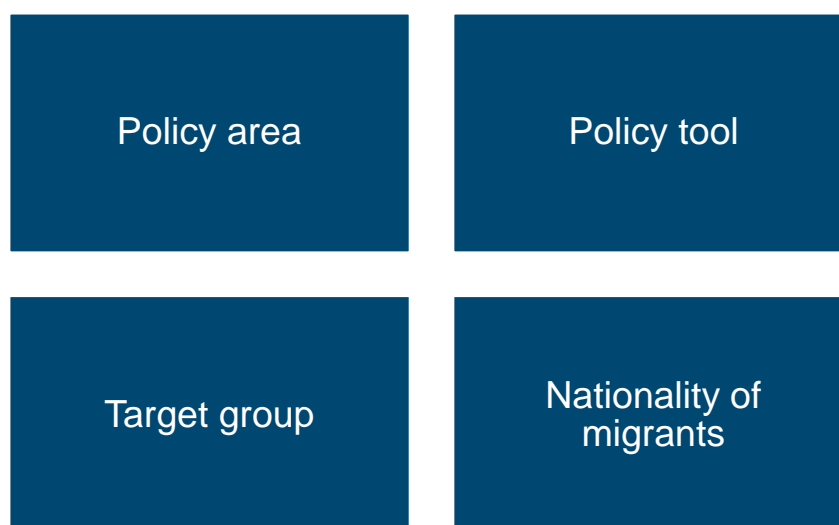 Policy area
Policy tool
Target group
Nationality of
migrants